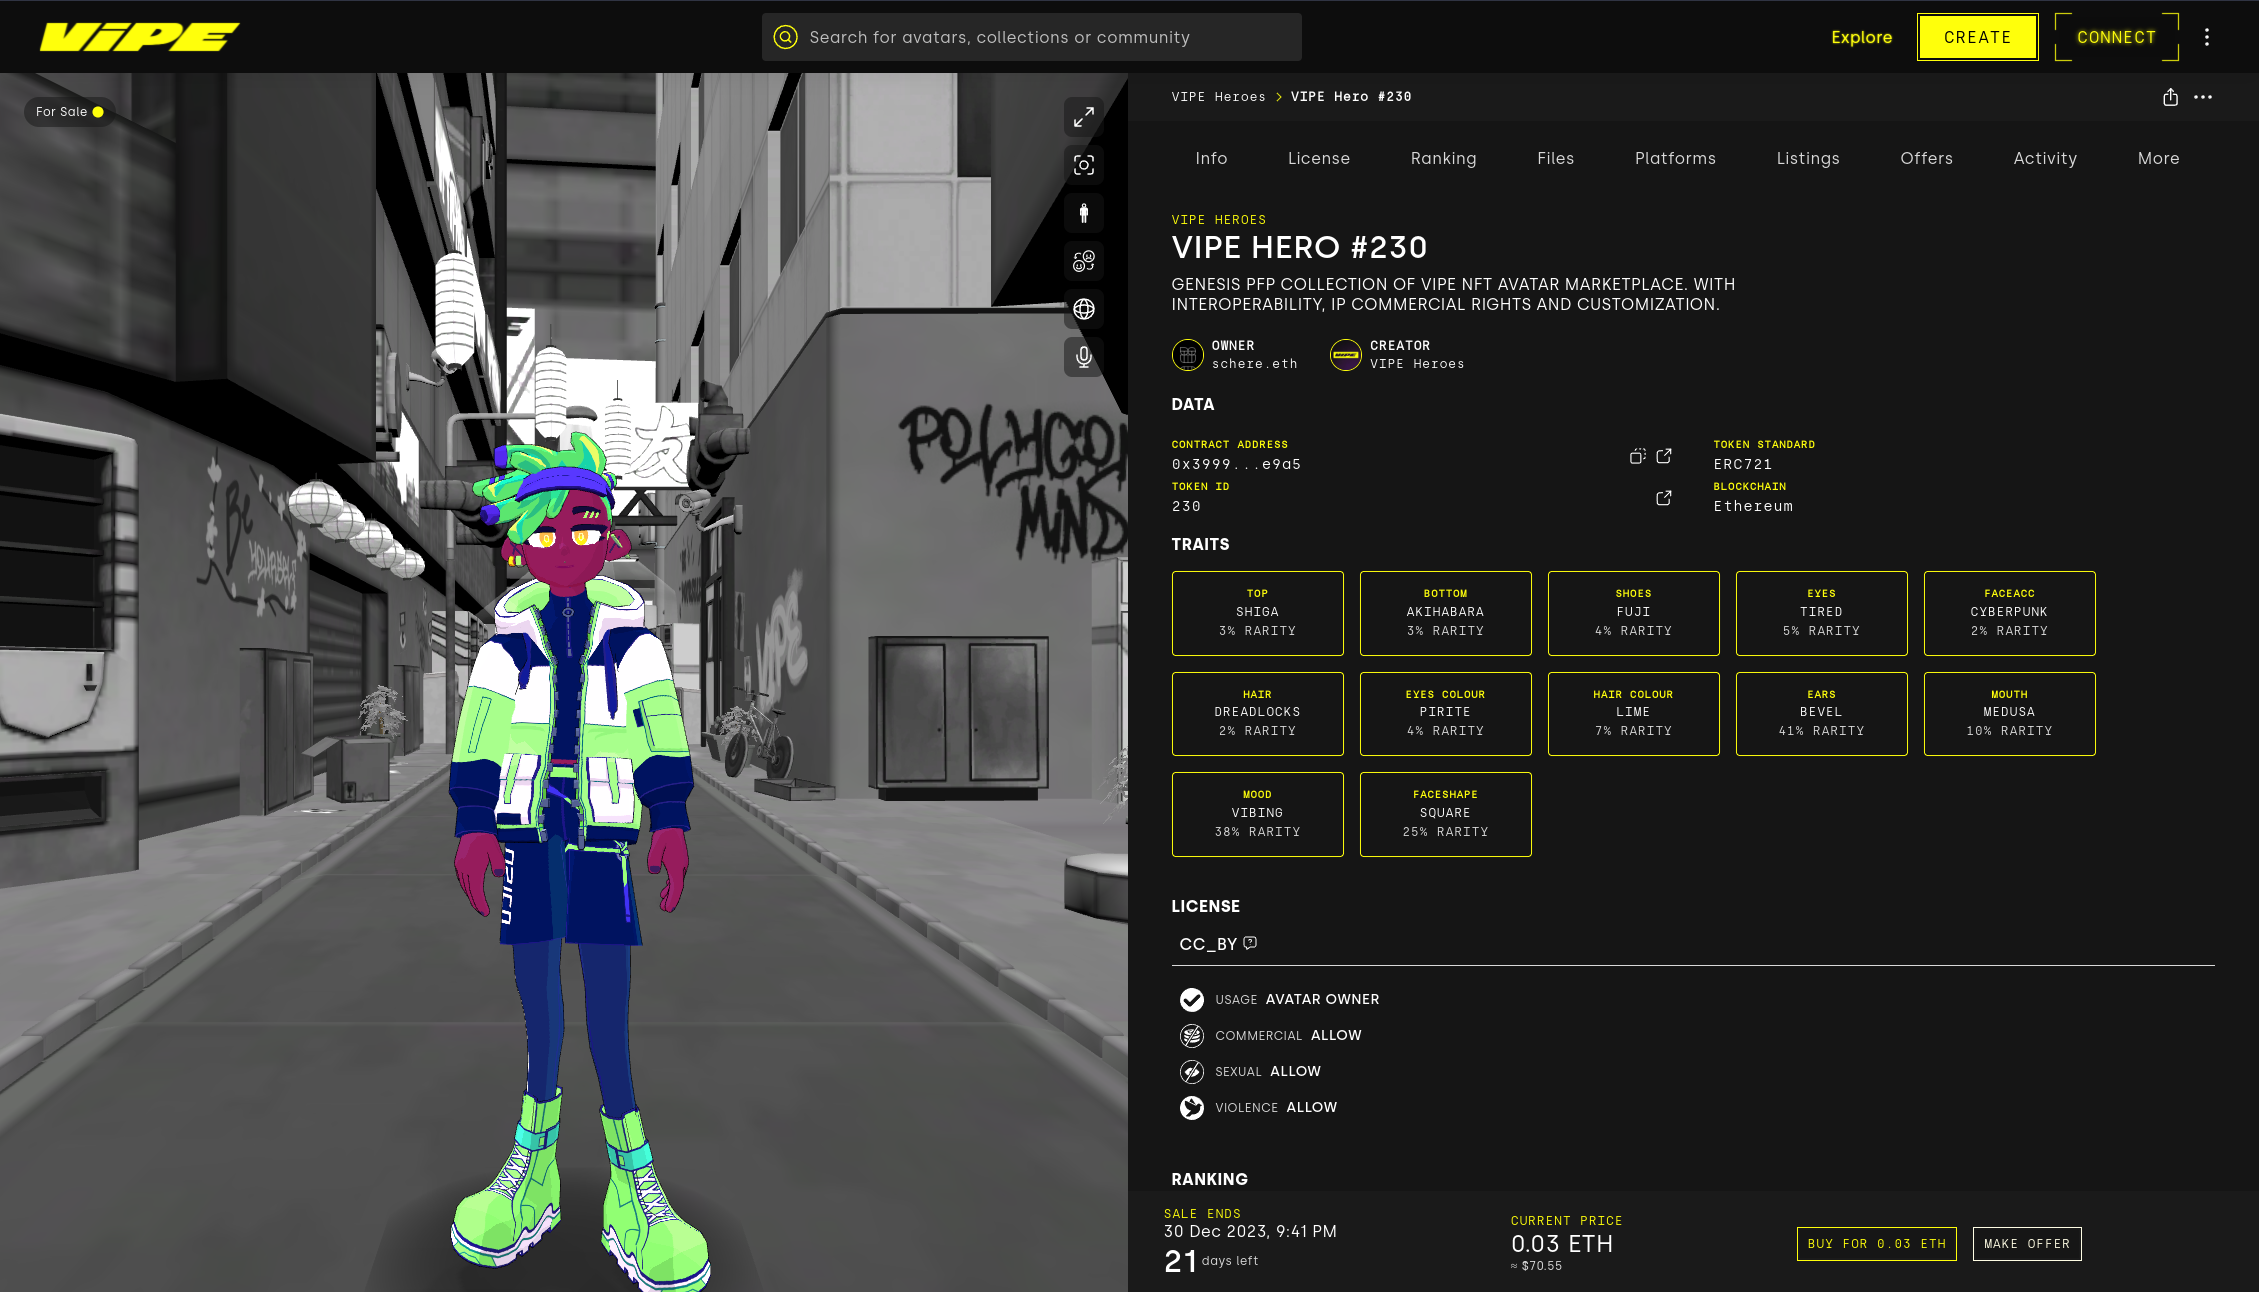 VIPE
Search for avatars, collections or community
Explore
CREATE
CONNECT
For Sale
VIPE Heroes > VIPE Hero #230
Info License Ranking Files Platforms Listings Offers Activity More
VIPE HEROES
VIPE HERO #230
GENESIS PFP COLLECTION OF VIPE NFT AVATAR MARKETPLACE. WITH
INTEROPERABILITY, IP COMMERCIAL RIGHTS AND CUSTOMIZATION.
OWNER
schere.eth
CREATOR
VIPE Heroes
DATA
CONTRACT ADDRESS
0x3999...e9a5
TOKEN STANDARD
ERC721
TOKEN ID
230
BLOCKCHAIN
Ethereum
TRAITS
TOP
SHIGA
3% RARITY
BOTTOM
AKIHABARA
3% RARITY
SHOES
FUJI
4% RARITY
EYES
TIRED
5% RARITY
FACEACC
CYBERPUNK
2% RARITY
HAIR
DREADLOCKS
2% RARITY
EYES COLOUR
PIRITE
4% RARITY
HAIR COLOUR
LIME
7% RARITY
EARS
BEVEL
41% RARITY
MOUTH
MEDUSA
10% RARITY
MOOD
VIBING
38% RARITY
FACESHAPE
SQUARE
25% RARITY
LICENSE
CC_BY
USAGE AVATAR OWNER
COMMERCIAL ALLOW
SEXUAL ALLOW
VIOLENCE ALLOW
RANKING
SALE ENDS
30 Dec 2023, 9:41 PM
21 days left
CURRENT PRICE
0.03 ETH
≈ $70.55
BUY FOR 0.03 ETH
MAKE OFFER
POLYGON
MINDS
友
BE
VIPE